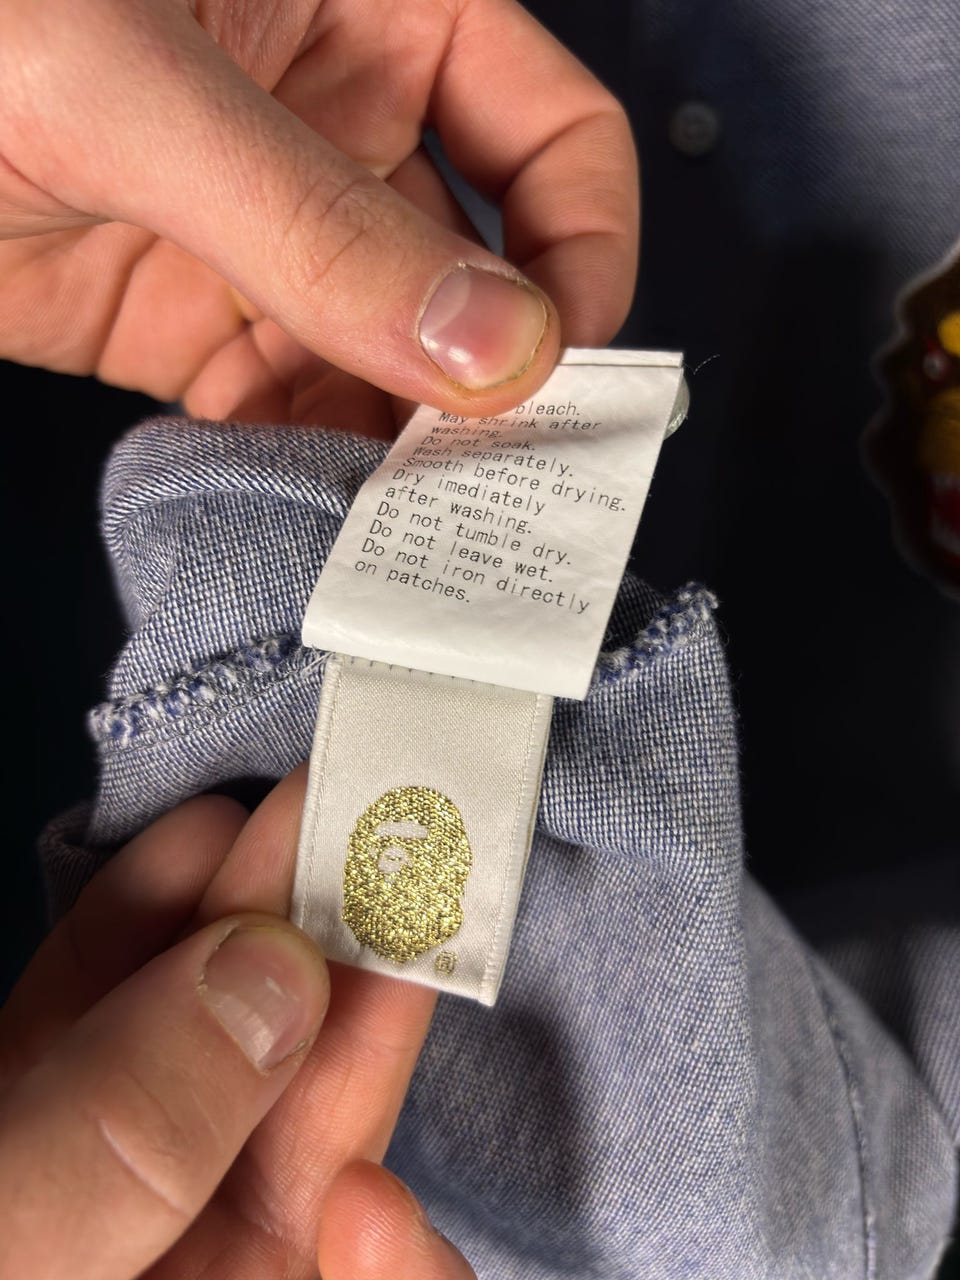 bleach.
May shrink after
washing.
Do not soak.
Wash separately.
Smooth before drying.
Dry imediately
after washing.
Do not tumble dry.
Do not leave wet.
Do not iron directly
on patches.
®